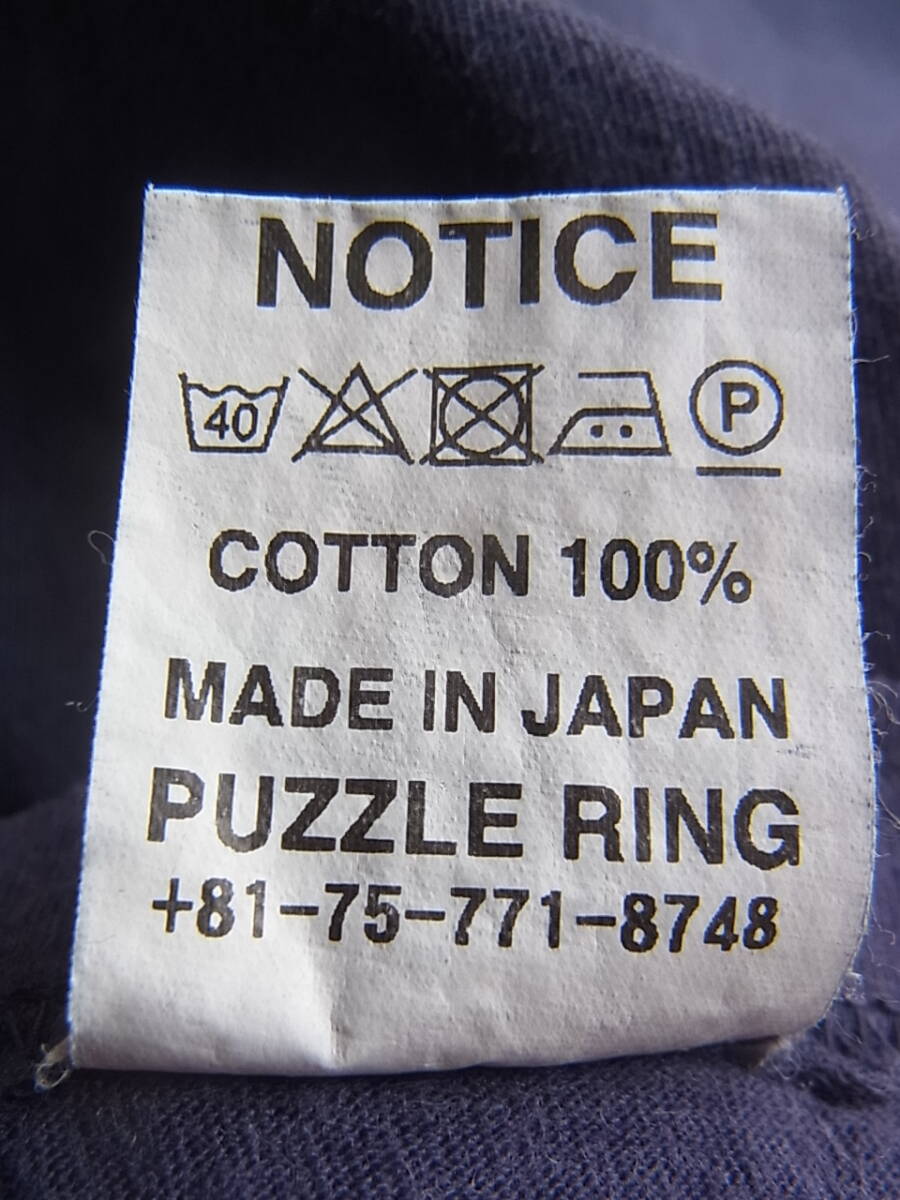 NOTICE
40 P
COTTON 100%
MADE IN JAPAN
PUZZLE RING
+81-75-771-8748